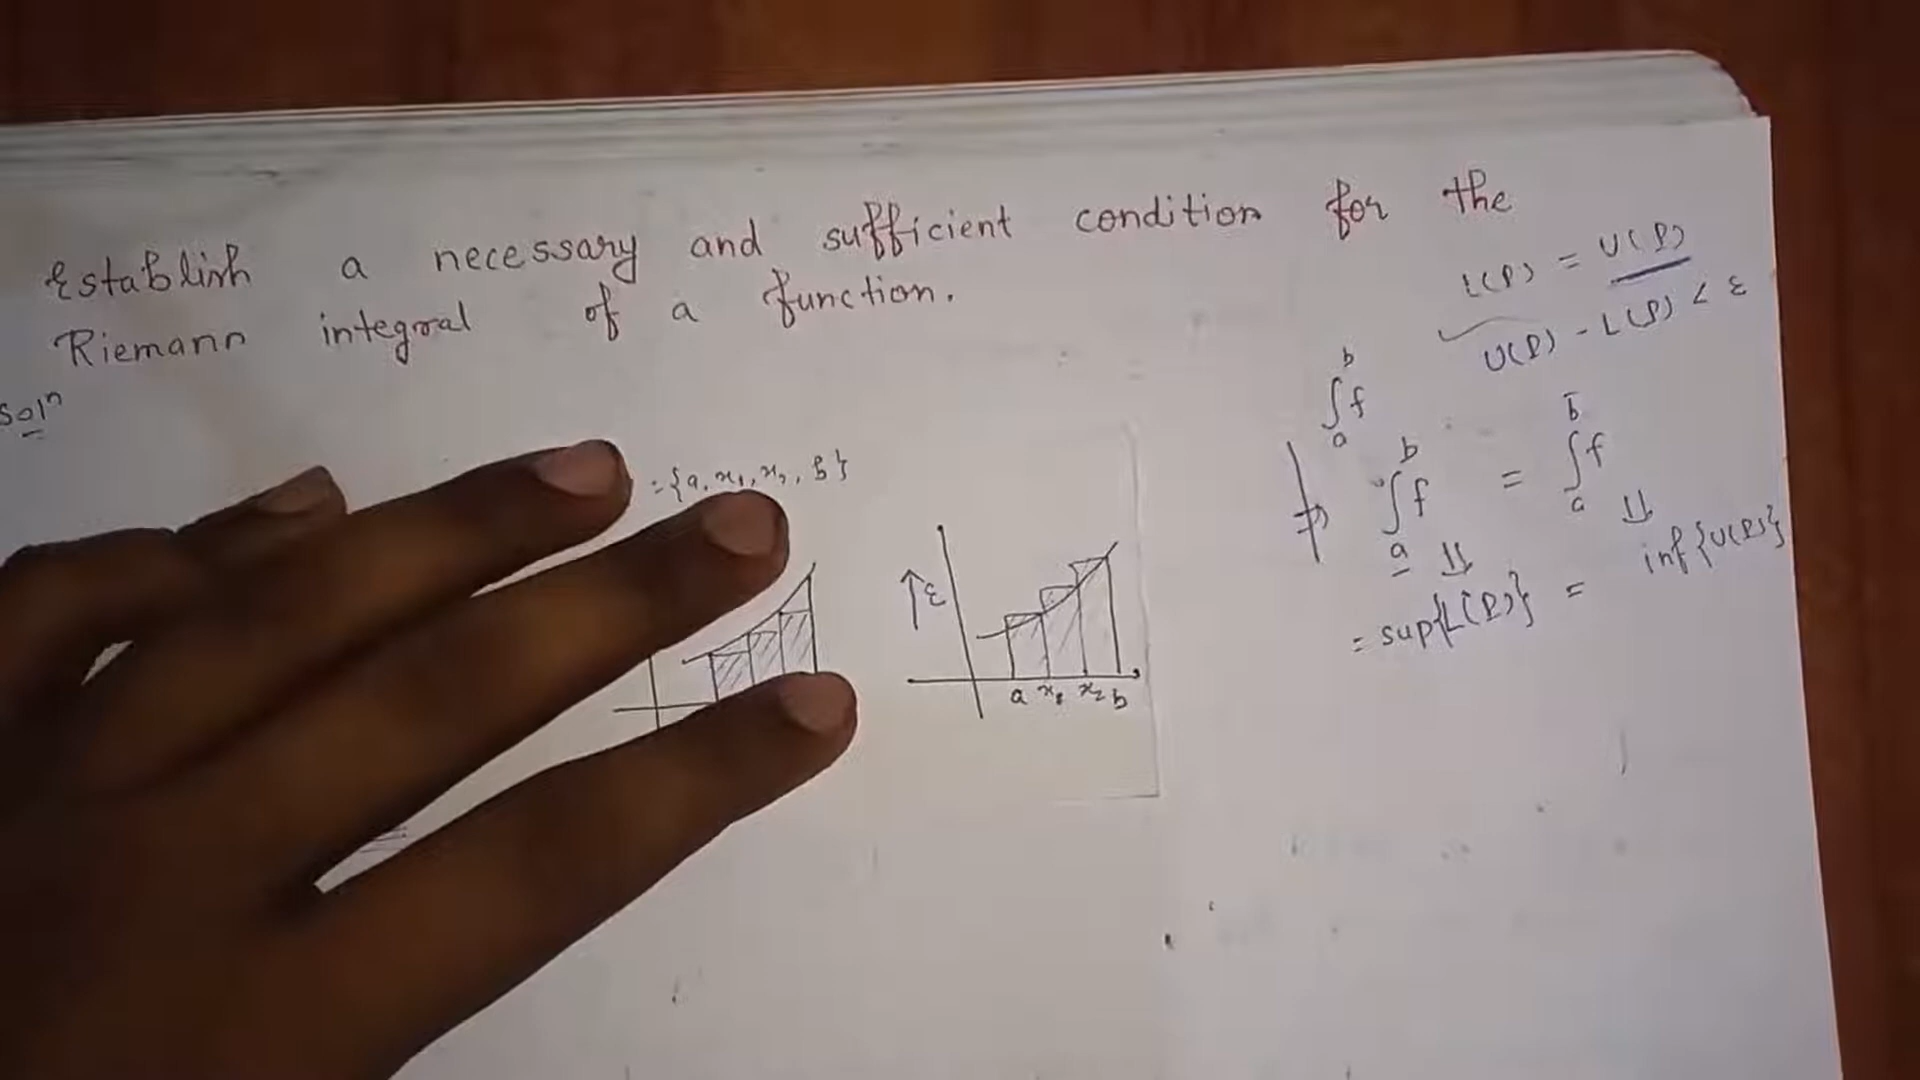 Establish a necessary and sufficient condition for the
Riemann integral of a function.
Solⁿ
= {a, x₁, x₂, b}
↑ε
a x₁ x₂ b
L(P) = U(P)
U(P) - L(P) < ε
b
∫f
a
b b
∫f = ∫f
a a
⇓ ⇓
= sup{L(P)} = inf{U(P)}